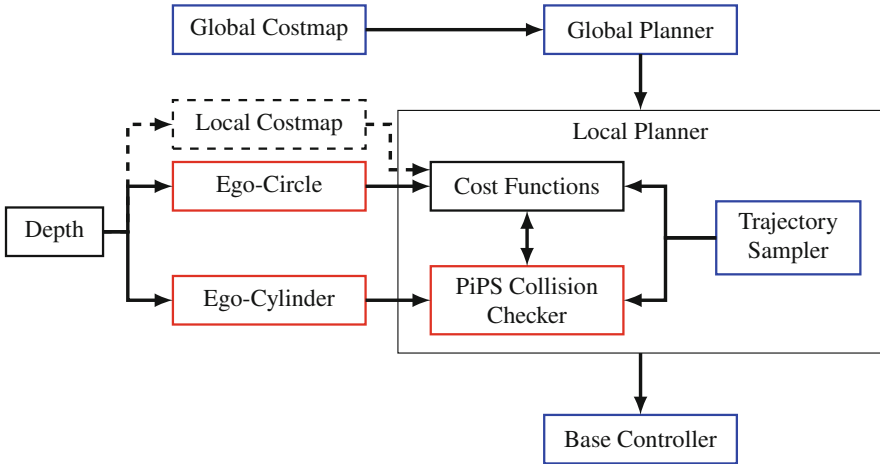 Global Costmap
Global Planner
Local Costmap
Local Planner
Ego-Circle
Cost Functions
Depth
Trajectory
Sampler
Ego-Cylinder
PiPS Collision
Checker
Base Controller